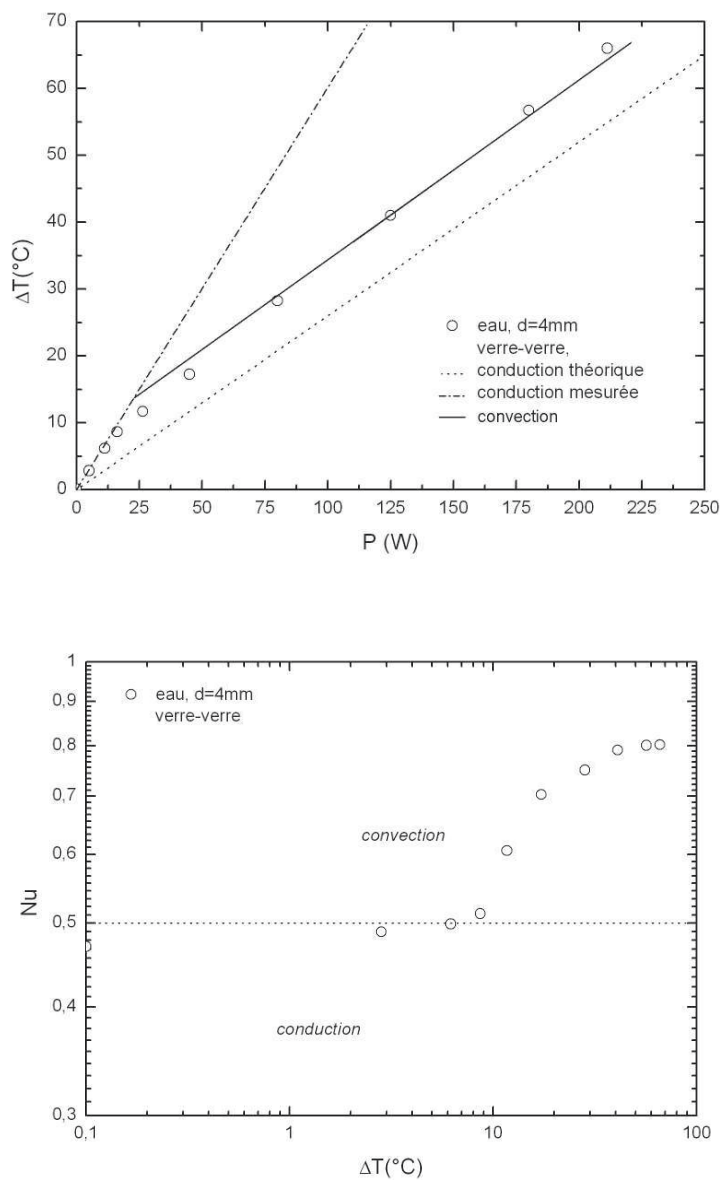 70
60
50
40
30
20
10
0
ΔT(°C)
eau, d=4mm
verre-verre,
conduction théorique
conduction mesurée
convection
0 25 50 75 100 125 150 175 200 225 250
P (W)
1
0,9
0,8
0,7
0,6
0,5
0,4
0,3
Nu
eau, d=4mm
verre-verre
convection
conduction
0,1 1 10 100
ΔT(°C)